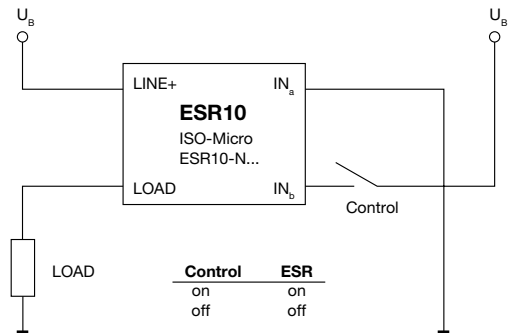 U_B U_B
LINE+ IN_a
ESR10
ISO-Micro
ESR10-N...
LOAD IN_b
Control
LOAD
Control ESR
on on
off off